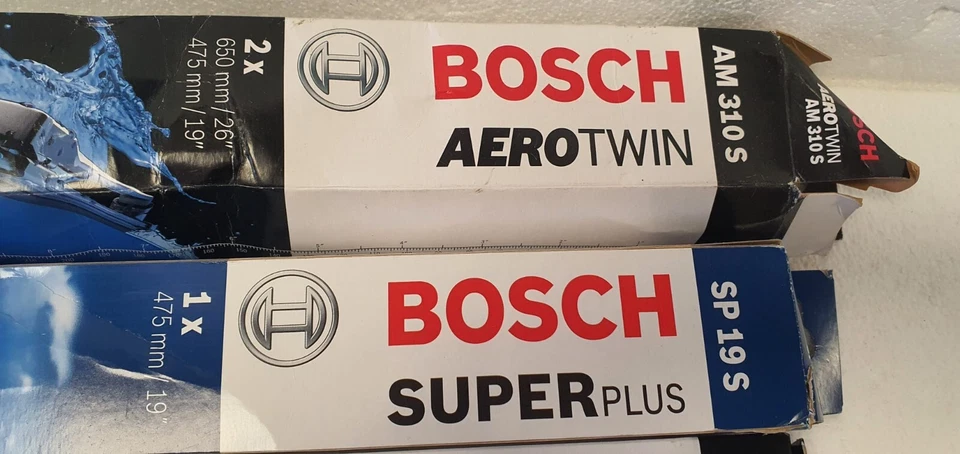 2 x
650 mm / 26"
475 mm / 19"
BOSCH
AEROTWIN
AM 310 S
BOSCH
AEROTWIN
AM 310 S
1 x
475 mm / 19"
BOSCH
SUPERPLUS
SP 19 S